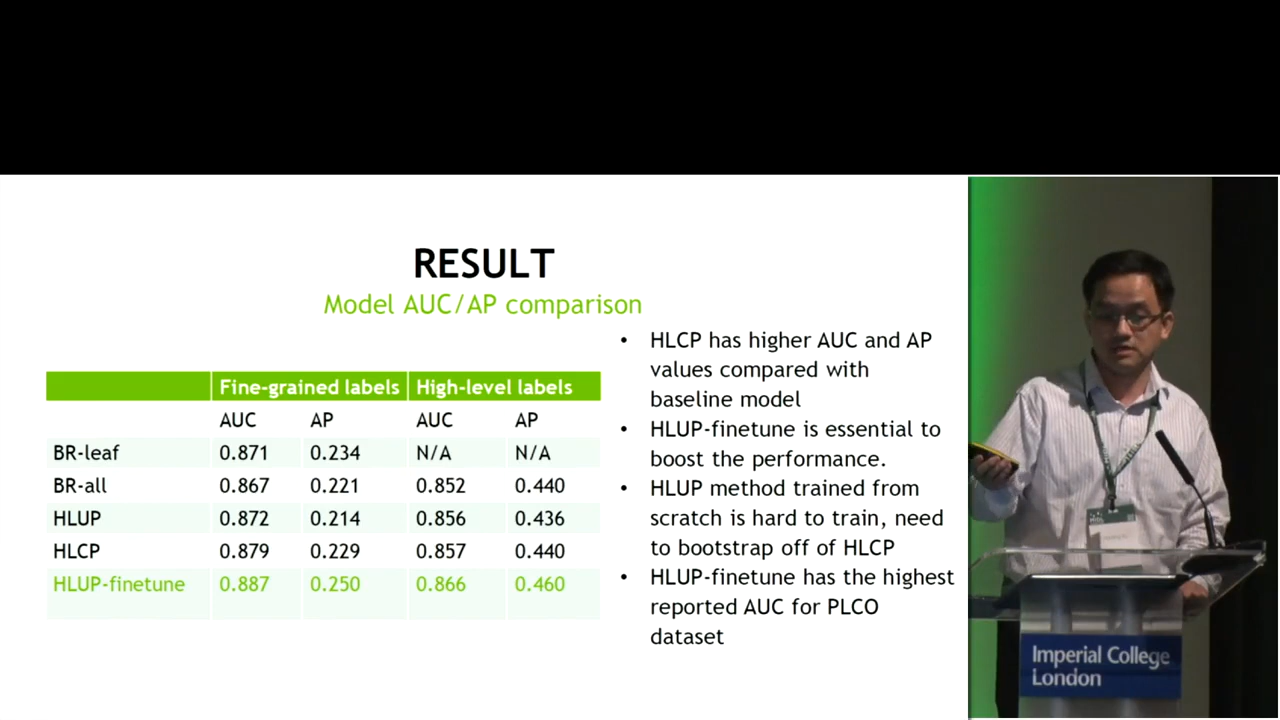 RESULT
Model AUC/AP comparison
Fine-grained labels High-level labels
AUC AP AUC AP
BR-leaf 0.871 0.234 N/A N/A
BR-all 0.867 0.221 0.852 0.440
HLUP 0.872 0.214 0.856 0.436
HLCP 0.879 0.229 0.857 0.440
HLUP-finetune 0.887 0.250 0.866 0.460
• HLCP has higher AUC and AP
values compared with
baseline model
• HLUP-finetune is essential to
boost the performance.
• HLUP method trained from
scratch is hard to train, need
to bootstrap off of HLCP
• HLUP-finetune has the highest
reported AUC for PLCO
dataset
Imperial College
London